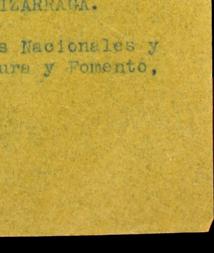 IZARRAGA.
s Nacionales y
ura y Fomento,